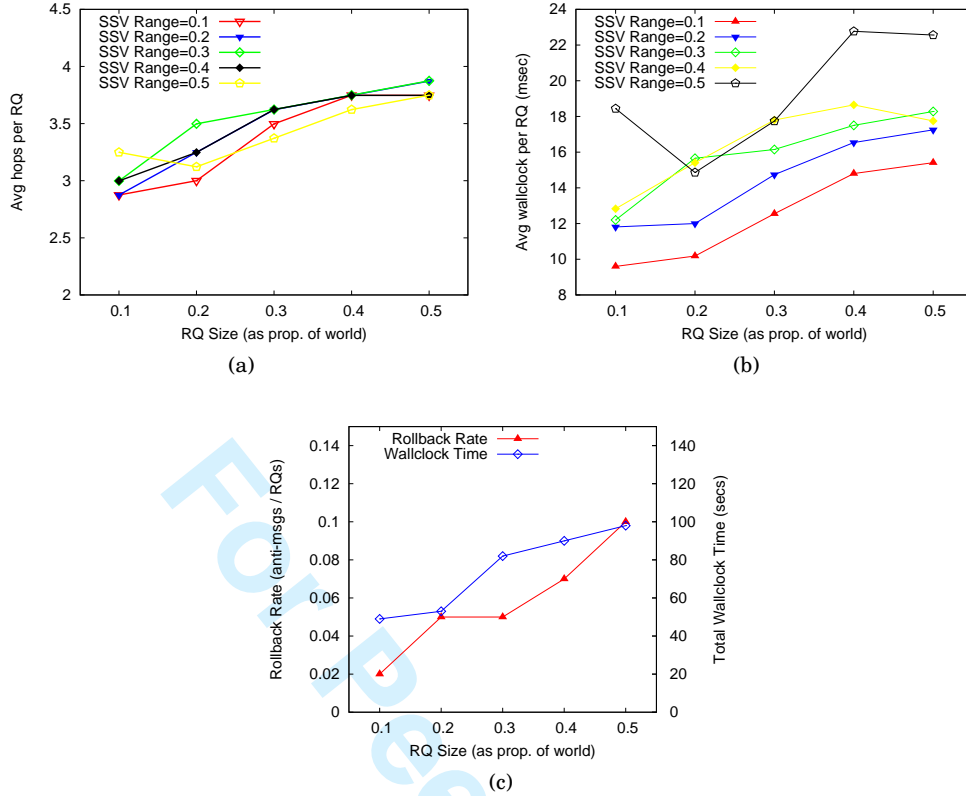 4.5
4
3.5
3
2.5
2
0.1 0.2 0.3 0.4 0.5
Avg hops per RQ
RQ Size (as prop. of world)
SSV Range=0.1
SSV Range=0.2
SSV Range=0.3
SSV Range=0.4
SSV Range=0.5
(a)
24
22
20
18
16
14
12
10
8
0.1 0.2 0.3 0.4 0.5
Avg wallclock per RQ (msec)
RQ Size (as prop. of world)
SSV Range=0.1
SSV Range=0.2
SSV Range=0.3
SSV Range=0.4
SSV Range=0.5
(b)
0.14
0.12
0.1
0.08
0.06
0.04
0.02
0
0.1 0.2 0.3 0.4 0.5
140
120
100
80
60
40
20
0
Rollback Rate (anti-msgs / RQs)
Total Wallclock Time (secs)
RQ Size (as prop. of world)
Rollback Rate
Wallclock Time
(c)
For Pee